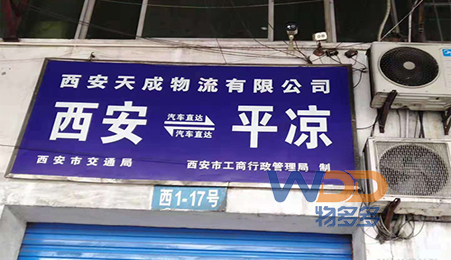 西安天成物流有限公司
西安 汽车直达 平凉
汽车直达
西安市交通局 西安市工商行政管理局 制
西1-17号
WDD
物多多